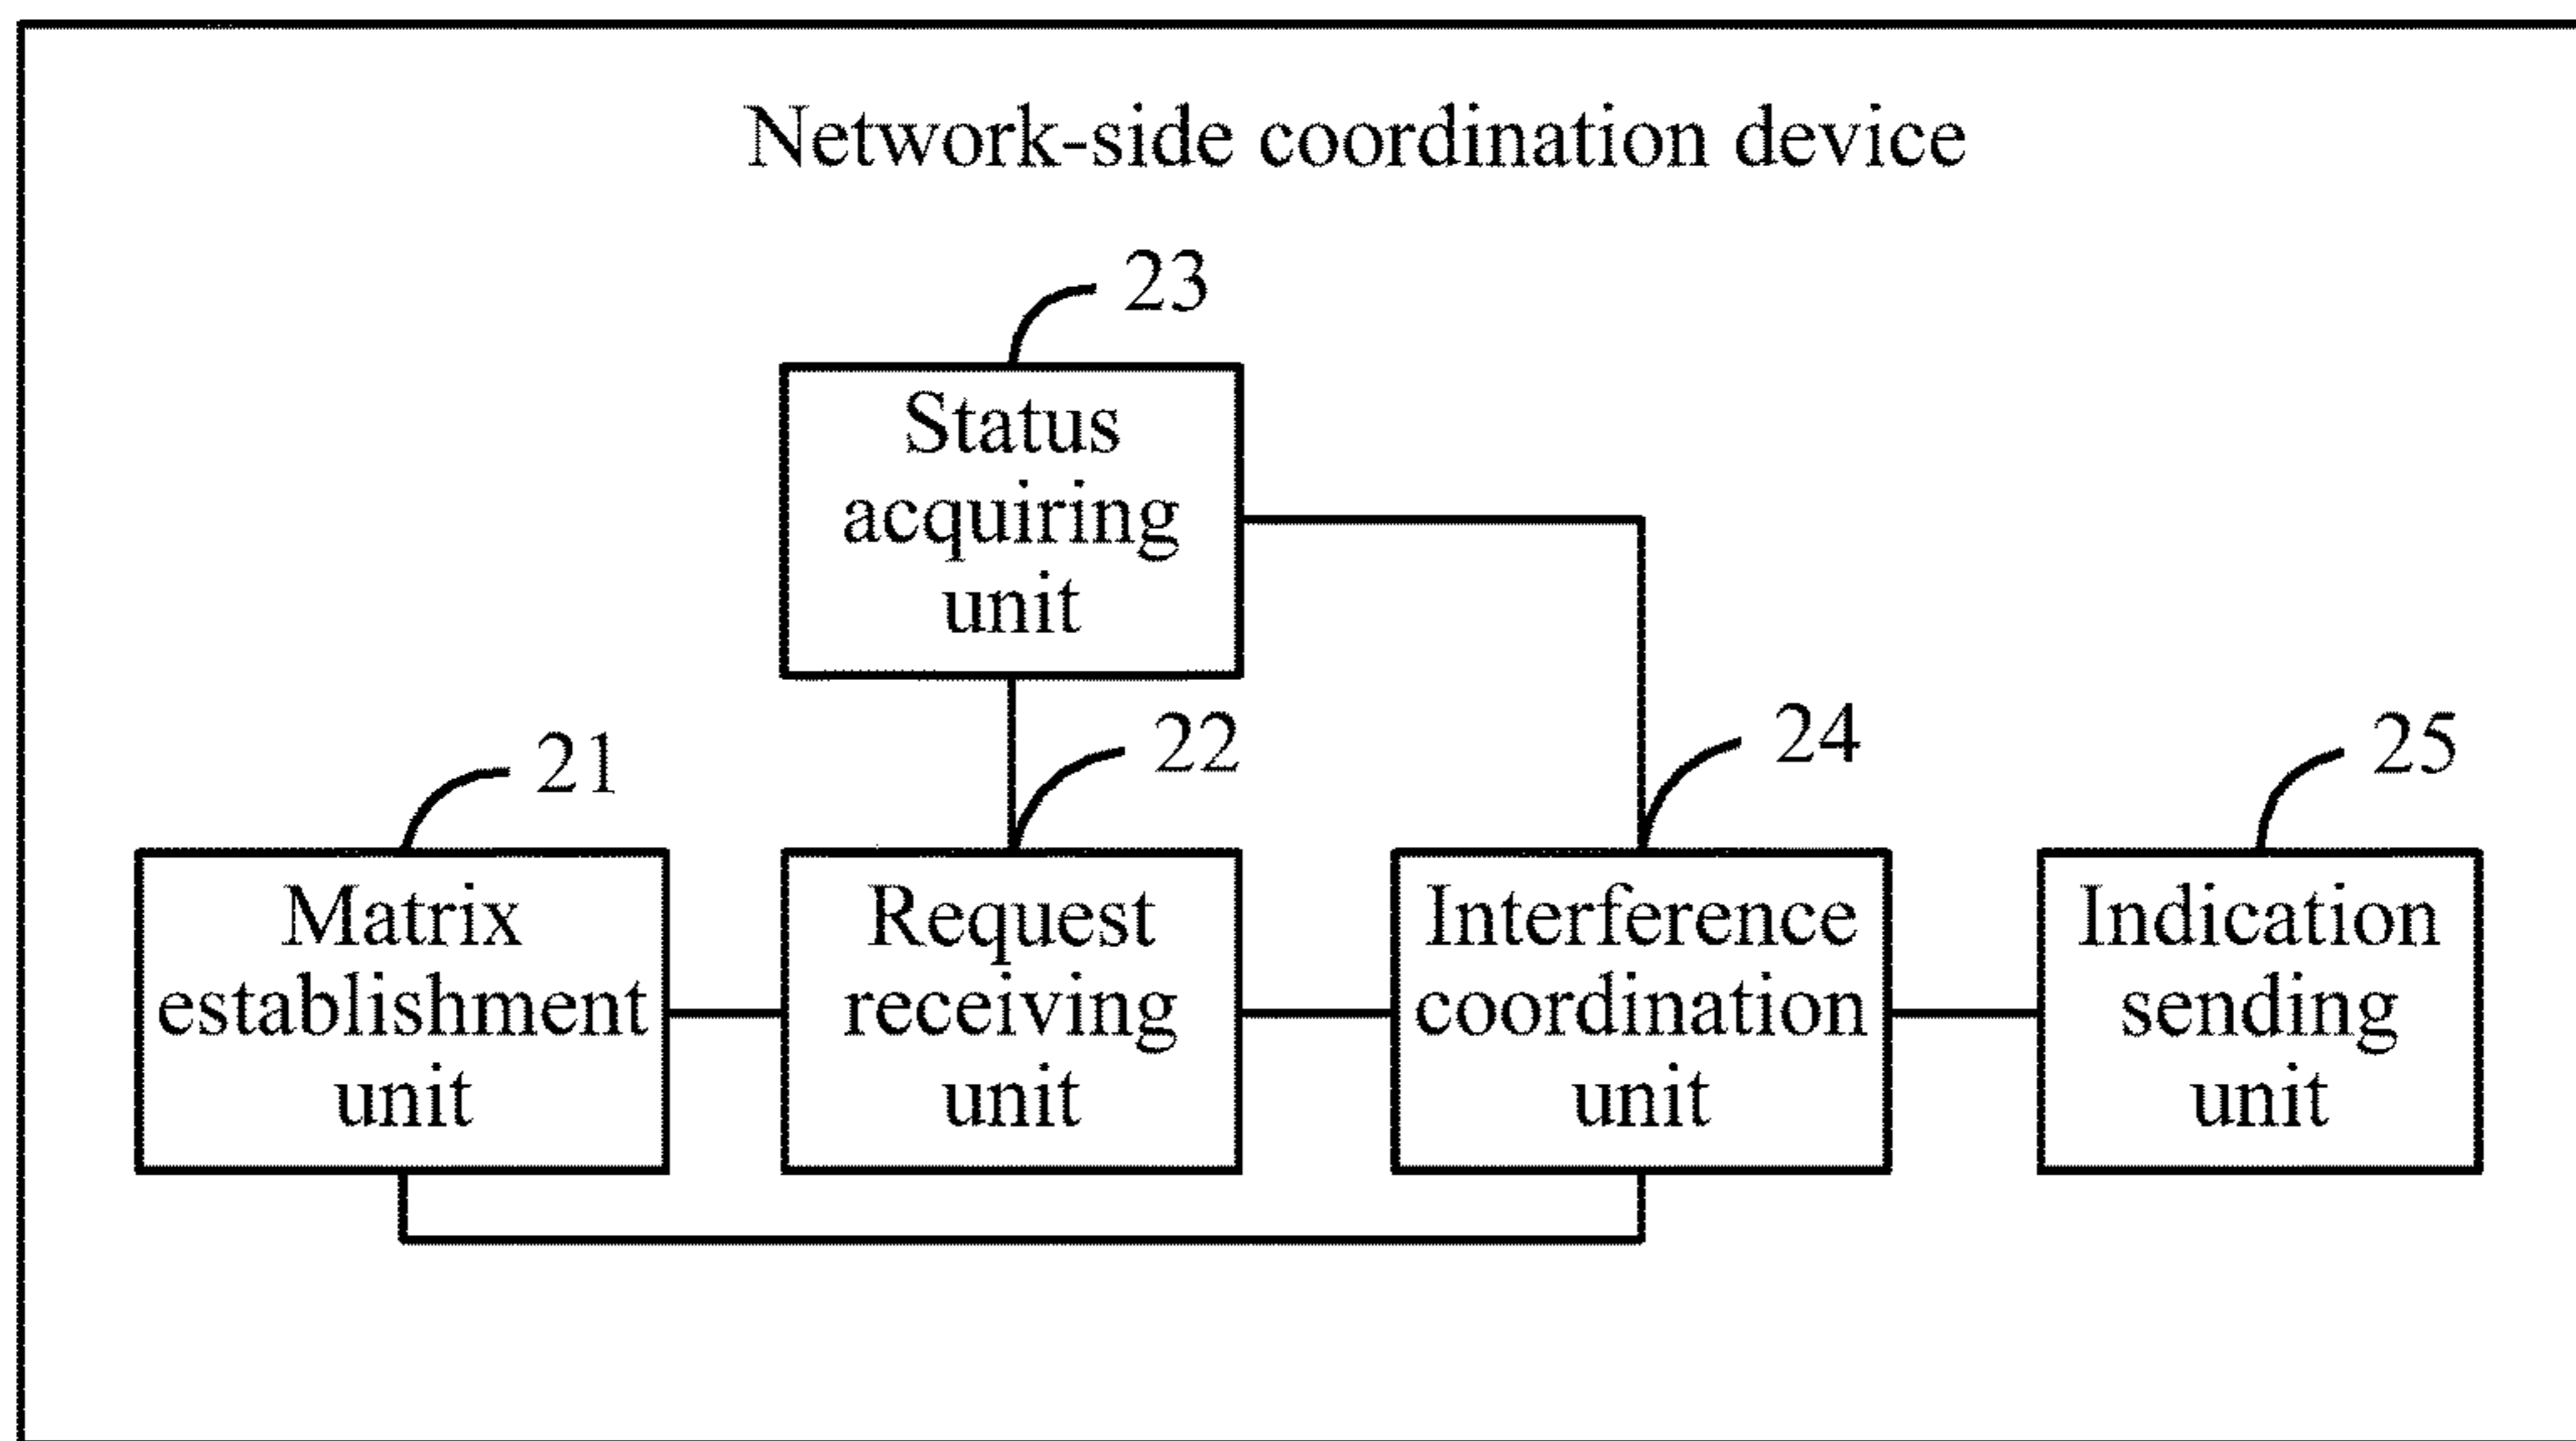 Network-side coordination device
23
Status
acquiring
unit
21
22
24
25
Matrix
establishment
unit
Request
receiving
unit
Interference
coordination
unit
Indication
sending
unit